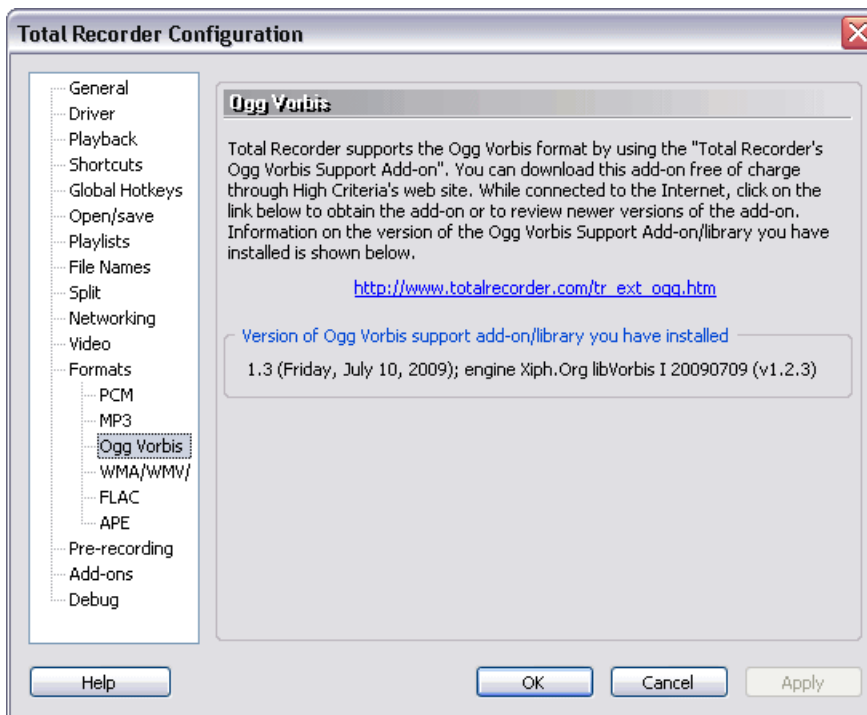 Total Recorder Configuration
General
Driver
Playback
Shortcuts
Global Hotkeys
Open/save
Playlists
File Names
Split
Networking
Video
Formats
PCM
MP3
Ogg Vorbis
WMA/WMV/
FLAC
APE
Pre-recording
Add-ons
Debug
Ogg Vorbis
Total Recorder supports the Ogg Vorbis format by using the "Total Recorder's
Ogg Vorbis Support Add-on". You can download this add-on free of charge
through High Criteria's web site. While connected to the Internet, click on the
link below to obtain the add-on or to review newer versions of the add-on.
Information on the version of the Ogg Vorbis Support Add-on/library you have
installed is shown below.
http://www.totalrecorder.com/tr_ext_ogg.htm
Version of Ogg Vorbis support add-on/library you have installed
1.3 (Friday, July 10, 2009); engine Xiph.Org libVorbis I 20090709 (v1.2.3)
Help
OK
Cancel
Apply